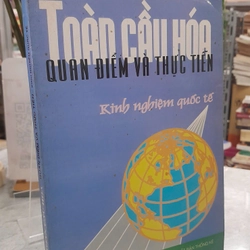 TOÀN CẦU HÓA
QUAN ĐIỂM VÀ THỰC TIỄN
Kinh nghiệm quốc tế